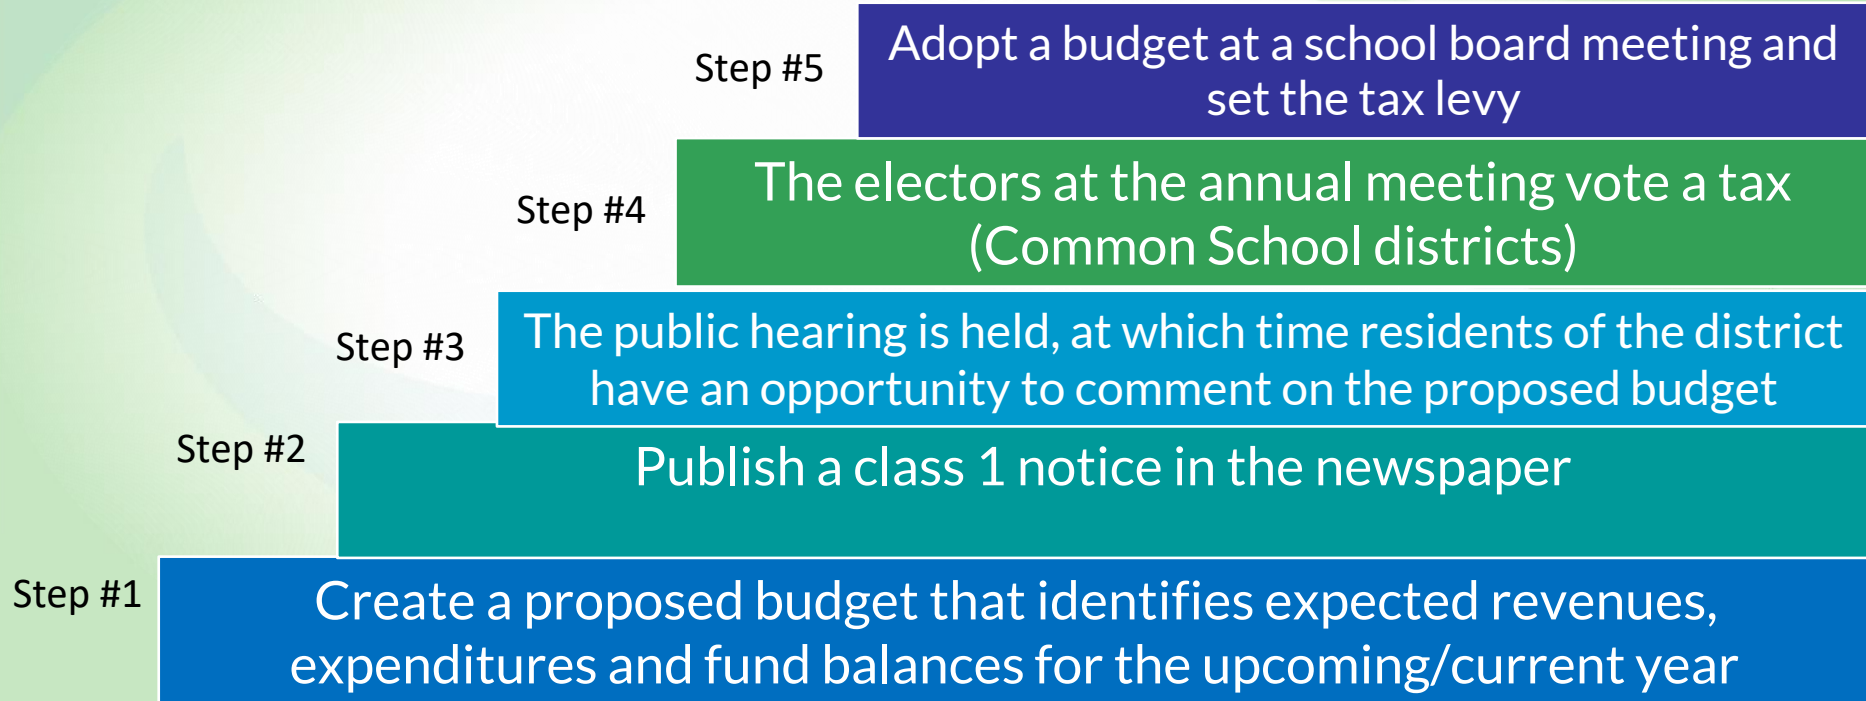 Step #5
Adopt a budget at a school board meeting and
set the tax levy
Step #4
The electors at the annual meeting vote a tax
(Common School districts)
Step #3
The public hearing is held, at which time residents of the district
have an opportunity to comment on the proposed budget
Step #2
Publish a class 1 notice in the newspaper
Step #1
Create a proposed budget that identifies expected revenues,
expenditures and fund balances for the upcoming/current year